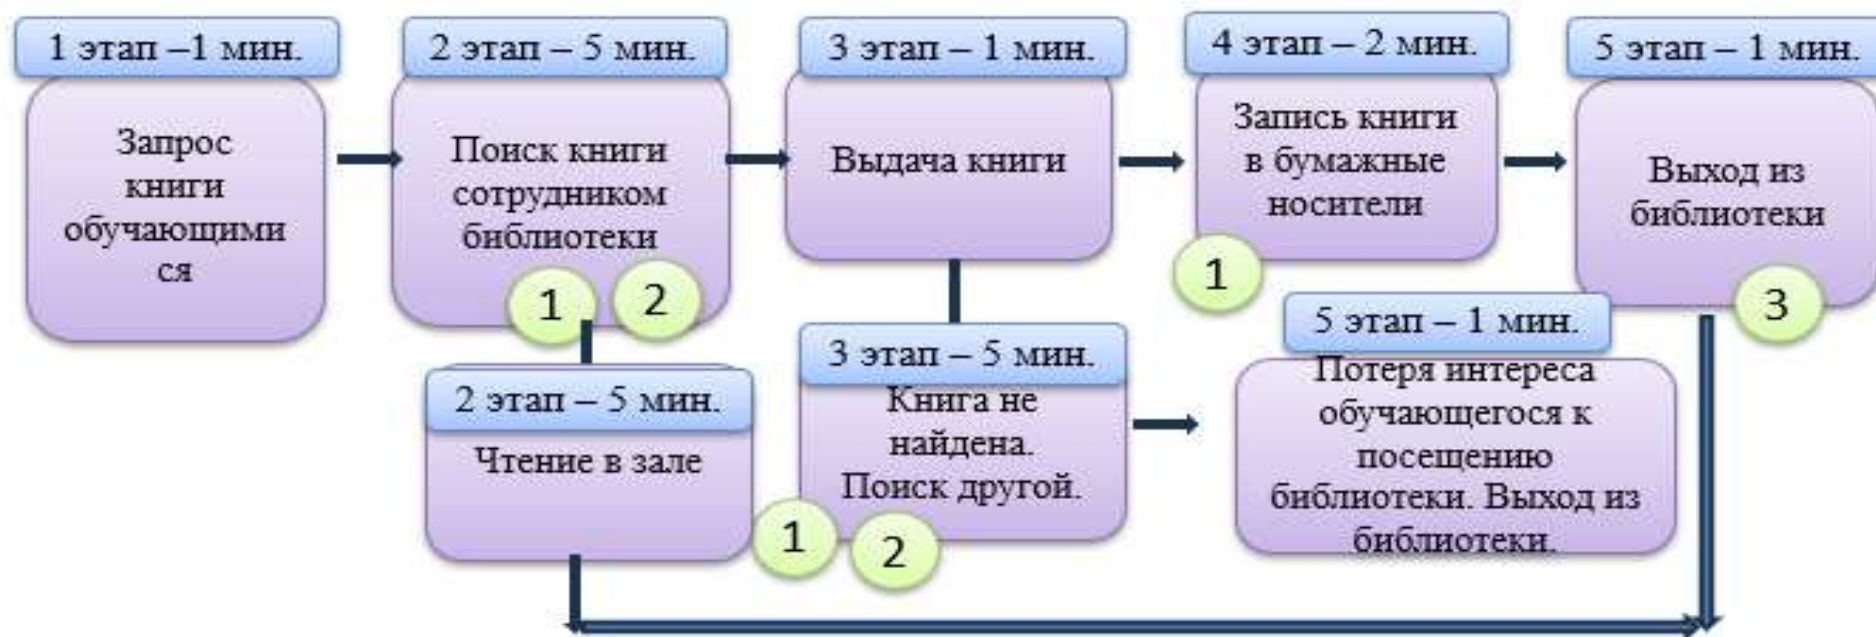 1 этап –1 мин.
Запрос
книги
обучающими
ся
2 этап – 5 мин.
Поиск книги
сотрудником
библиотеки
1
2
3 этап – 1 мин.
Выдача книги
4 этап – 2 мин.
Запись книги
в бумажные
носители
1
5 этап – 1 мин.
Выход из
библиотеки
3
2 этап – 5 мин.
Чтение в зале
3 этап – 5 мин.
Книга не
найдена.
Поиск другой.
1
2
5 этап – 1 мин.
Потеря интереса
обучающегося к
посещению
библиотеки. Выход из
библиотеки.